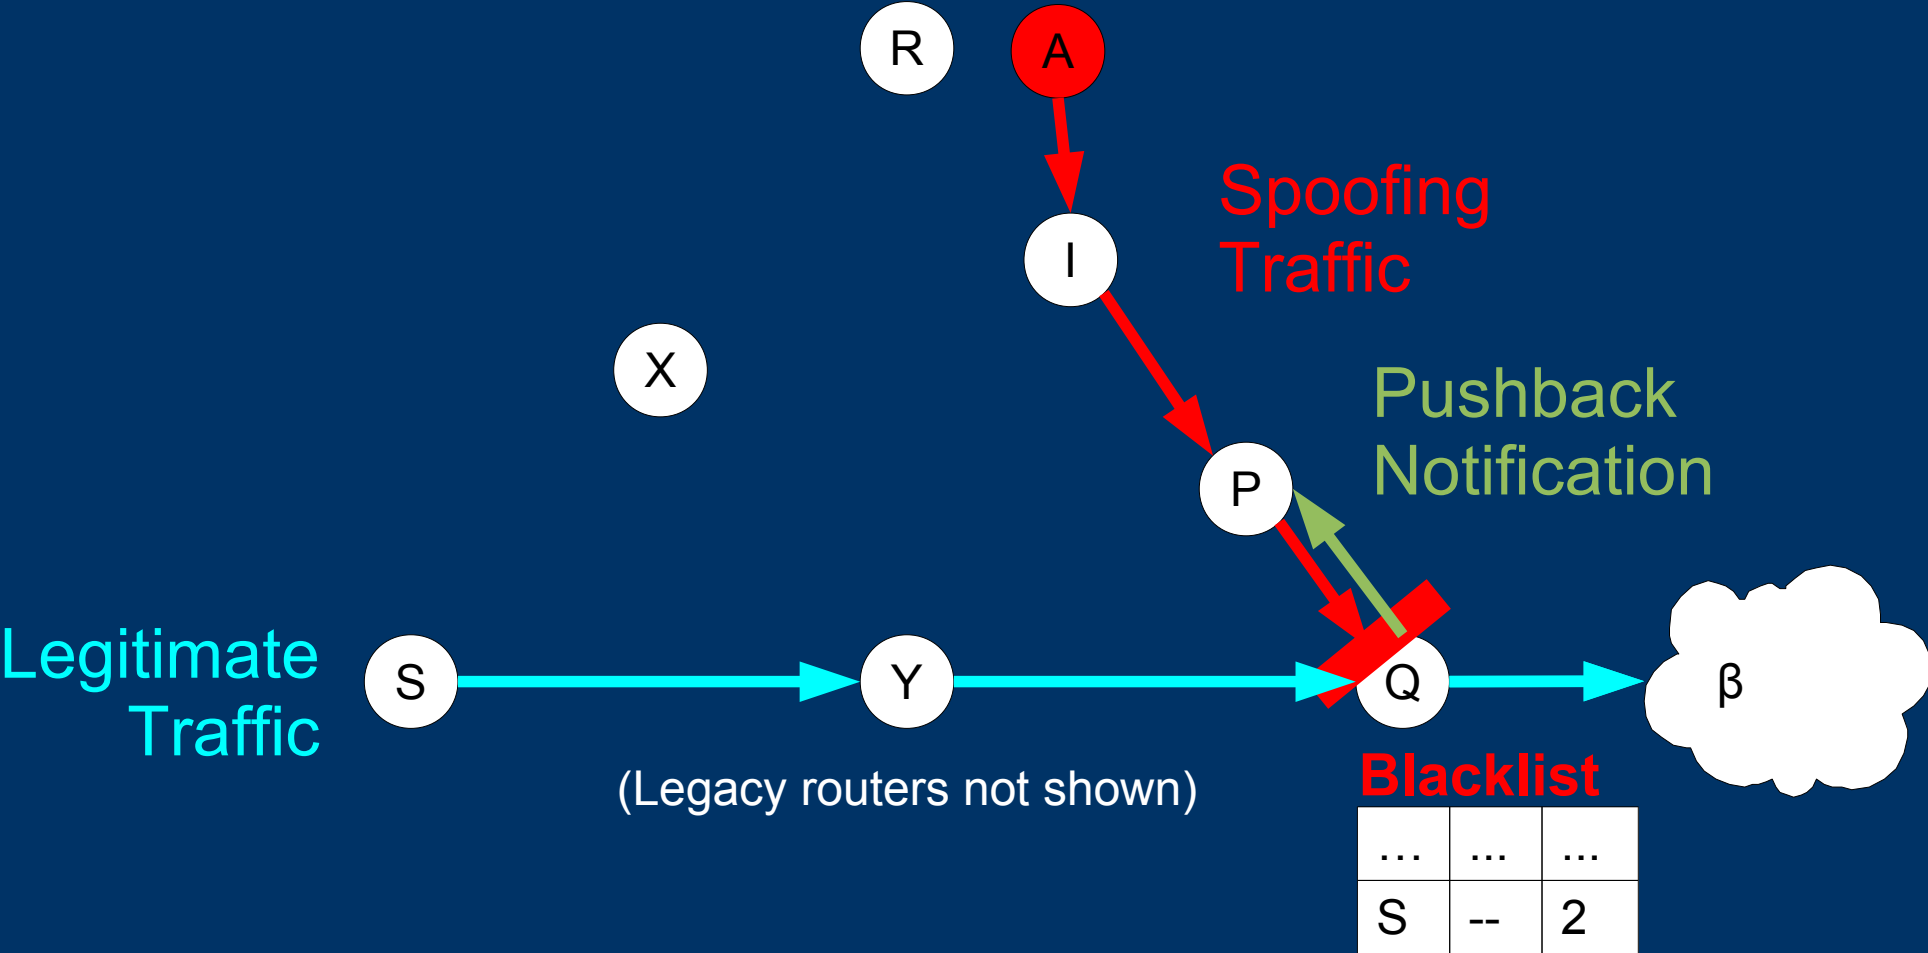 R
A
Spoofing
Traffic
I
X
Pushback
Notification
P
Legitimate
Traffic
S
Y
Q
β
(Legacy routers not shown)
Blacklist
... ... ...
S -- 2